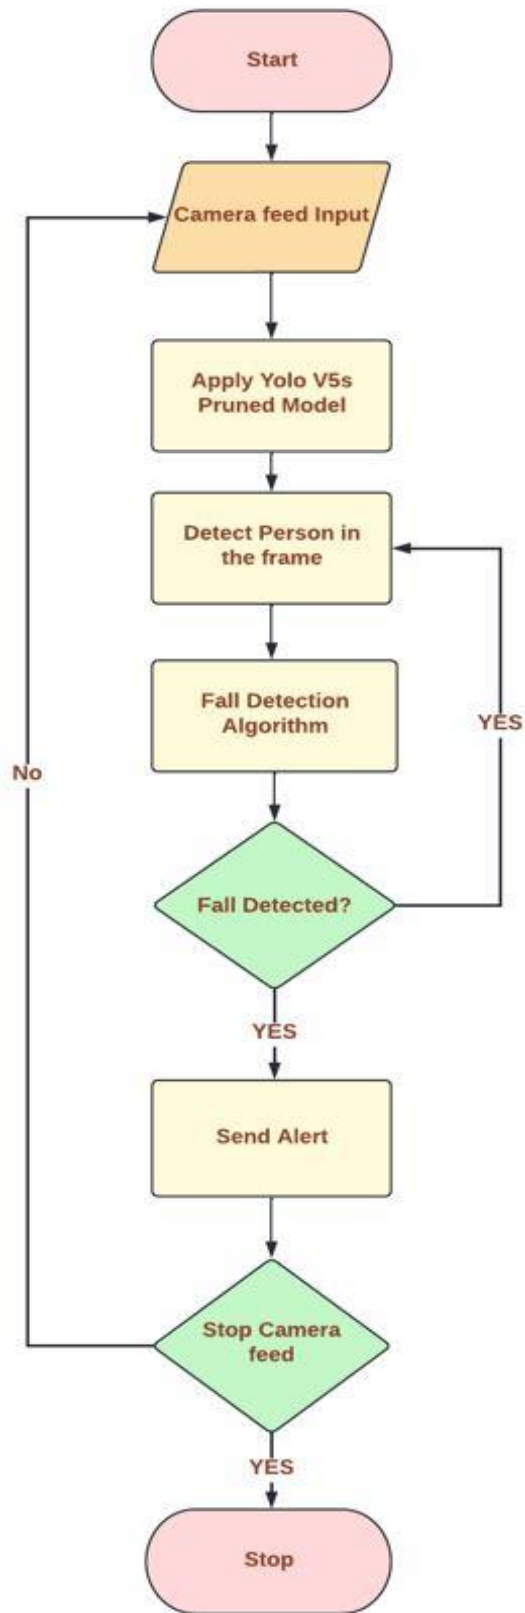 Start
Camera feed Input
Apply Yolo V5s
Pruned Model
Detect Person in
the frame
Fall Detection
Algorithm
YES
No
Fall Detected?
YES
Send Alert
Stop Camera
feed
YES
Stop